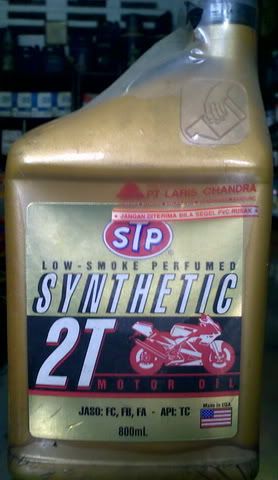 PT LARIS CHANDRA
JANGAN DITERIMA BILA SEGEL PVC RUSAK
STP
LOW-SMOKE PERFUMED
SYNTHETIC
2T
MOTOR OIL
JASO: FC, FB, FA - API: TC
Made in USA
800mL